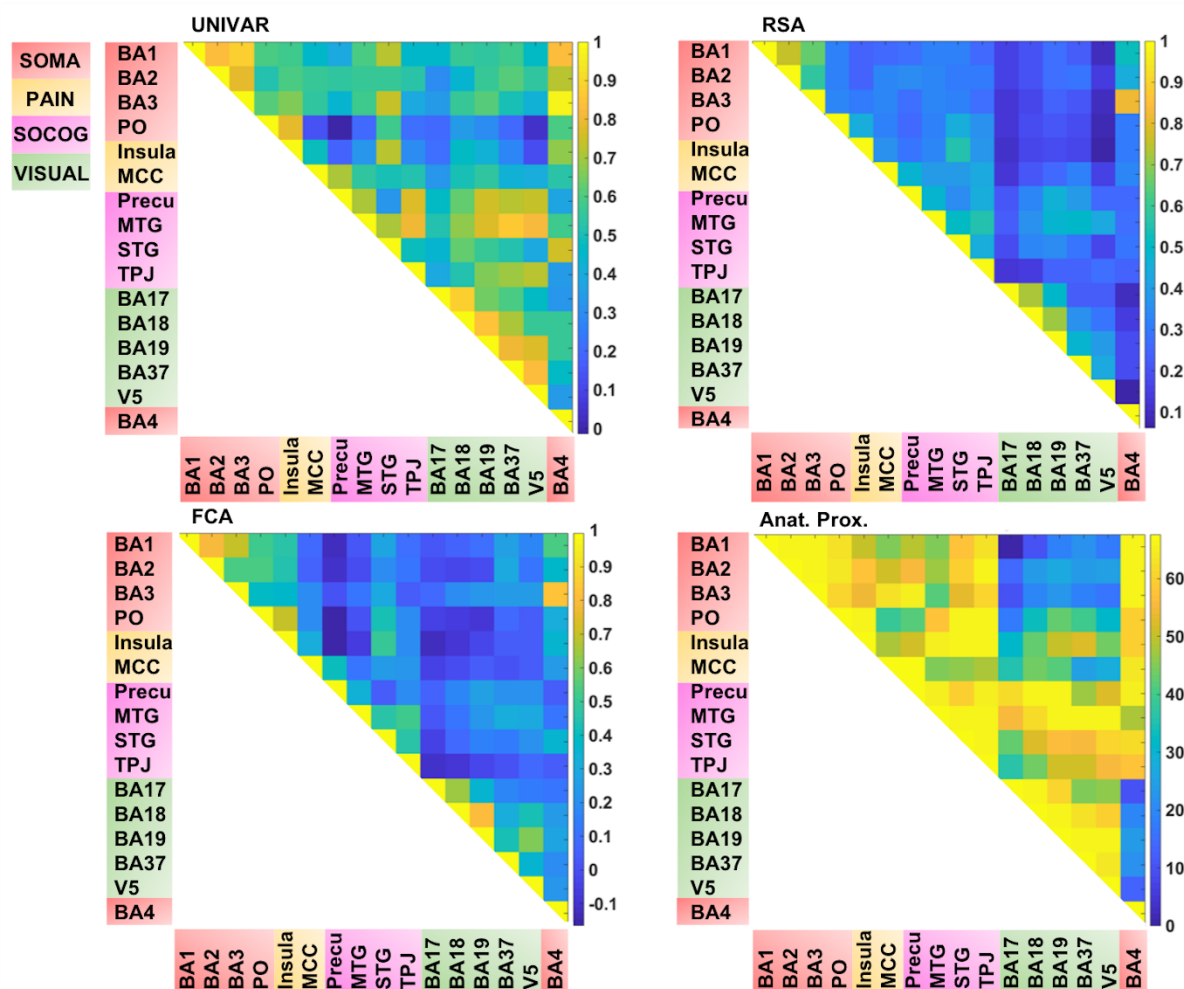 UNIVAR
RSA
SOMA
PAIN
SOCOG
VISUAL
BA1
BA2
BA3
PO
Insula
MCC
Precu
MTG
STG
TPJ
BA17
BA18
BA19
BA37
V5
BA4
1
0.9
0.8
0.7
0.6
0.5
0.4
0.3
0.2
0.1
0
BA1
BA2
BA3
PO
Insula
MCC
Precu
MTG
STG
TPJ
BA17
BA18
BA19
BA37
V5
BA4
BA1
BA2
BA3
PO
Insula
MCC
Precu
MTG
STG
TPJ
BA17
BA18
BA19
BA37
V5
BA4
1
0.9
0.8
0.7
0.6
0.5
0.4
0.3
0.2
0.1
BA1
BA2
BA3
PO
Insula
MCC
Precu
MTG
STG
TPJ
BA17
BA18
BA19
BA37
V5
BA4
FCA
Anat. Prox.
BA1
BA2
BA3
PO
Insula
MCC
Precu
MTG
STG
TPJ
BA17
BA18
BA19
BA37
V5
BA4
1
0.9
0.8
0.7
0.6
0.5
0.4
0.3
0.2
0.1
0
-0.1
BA1
BA2
BA3
PO
Insula
MCC
Precu
MTG
STG
TPJ
BA17
BA18
BA19
BA37
V5
BA4
BA1
BA2
BA3
PO
Insula
MCC
Precu
MTG
STG
TPJ
BA17
BA18
BA19
BA37
V5
BA4
60
50
40
30
20
10
0
BA1
BA2
BA3
PO
Insula
MCC
Precu
MTG
STG
TPJ
BA17
BA18
BA19
BA37
V5
BA4